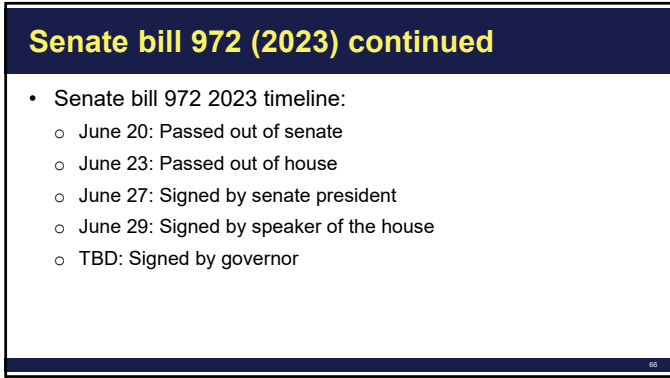 Senate bill 972 (2023) continued
• Senate bill 972 2023 timeline:
o June 20: Passed out of senate
o June 23: Passed out of house
o June 27: Signed by senate president
o June 29: Signed by speaker of the house
o TBD: Signed by governor
66